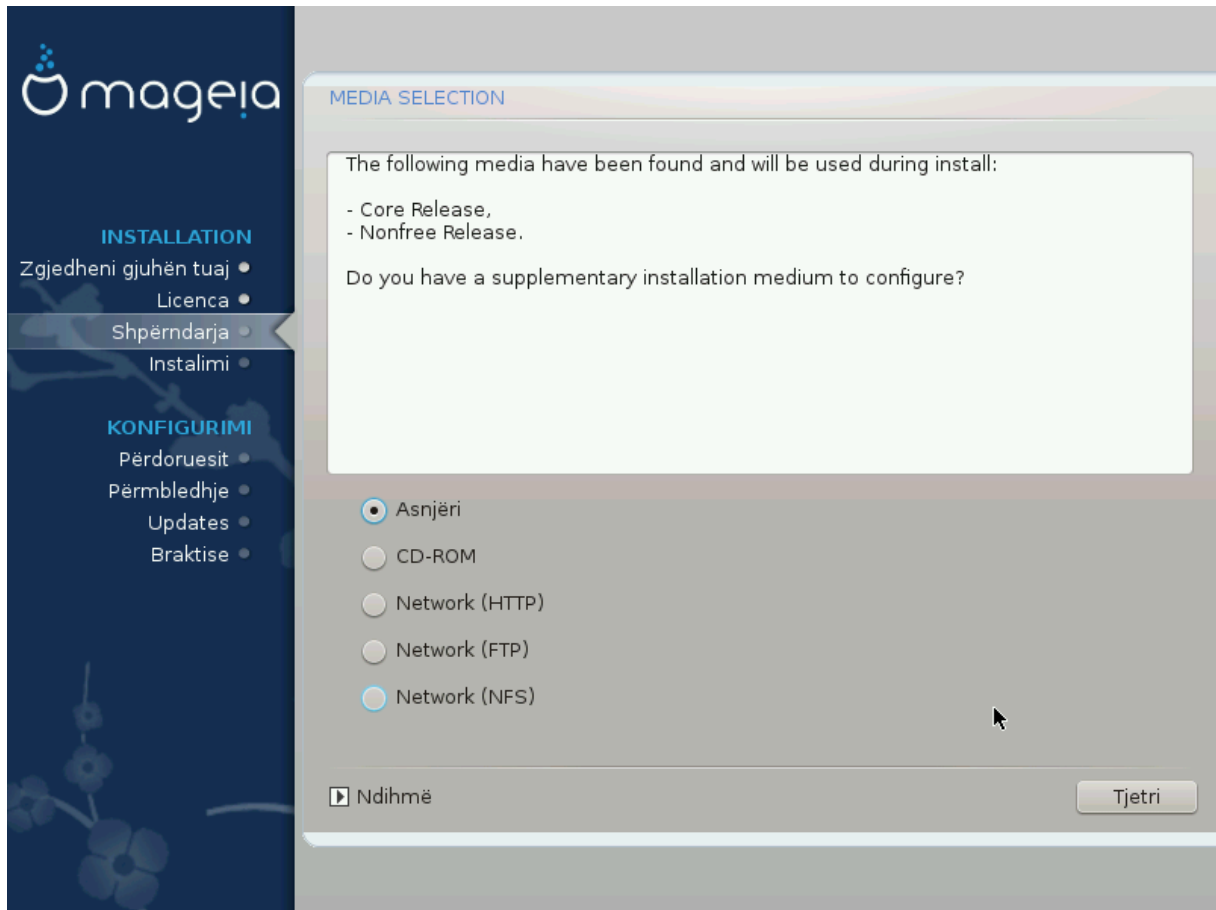 mageia
INSTALLATION
Zgjedheni gjuhën tuaj
Licenca
Shpërndarja
Instalimi
KONFIGURIMI
Përdoruesit
Përmbledhje
Updates
Braktise
MEDIA SELECTION
The following media have been found and will be used during install:
- Core Release,
- Nonfree Release.
Do you have a supplementary installation medium to configure?
Asnjëri
CD-ROM
Network (HTTP)
Network (FTP)
Network (NFS)
Ndihmë
Tjetri